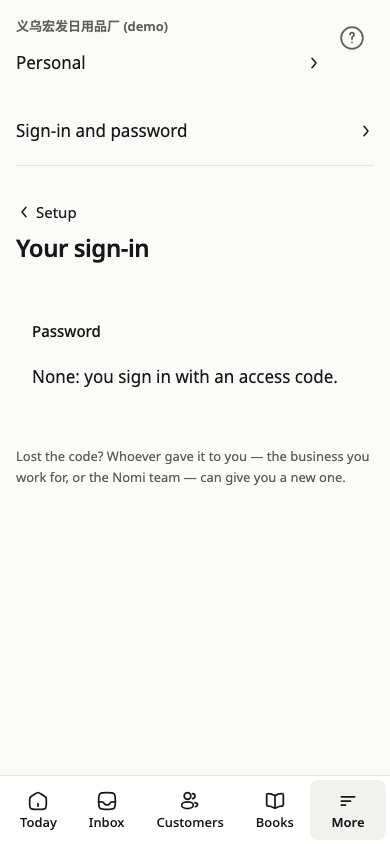 义乌宏发日用品厂 (demo)
Personal
Sign-in and password
Setup
Your sign-in
Password
None: you sign in with an access code.
Lost the code? Whoever gave it to you — the business you
work for, or the Nomi team — can give you a new one.
Today
Inbox
Customers
Books
More